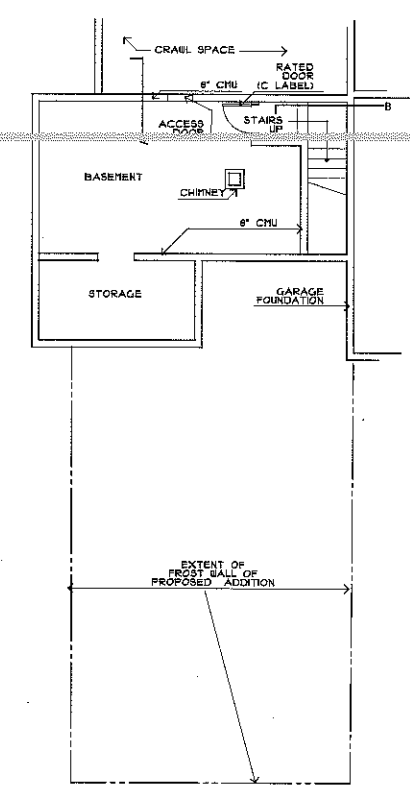 CRAWL SPACE
RATED
DOOR
(C LABEL)
6" CMU
B
ACCESS
DOOR
STAIRS
UP
BASEMENT
CHIMNEY
6" CMU
STORAGE
GARAGE
FOUNDATION
EXTENT OF
FROST WALL OF
PROPOSED ADDITION